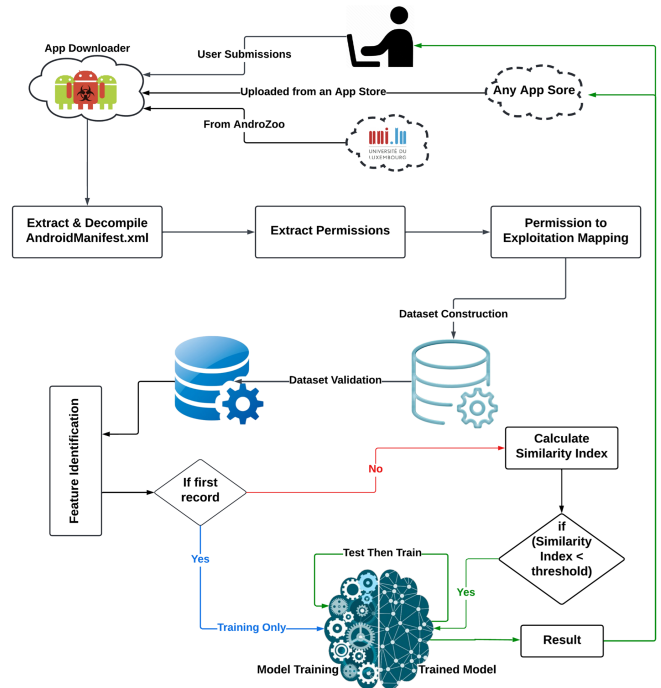 App Downloader
User Submissions
Uploaded from an App Store
Any App Sore
From AndroZoo
uni.lu
UNIVERSITÉ DU
LUXEMBOURG
Extract & Decompile
AndroidManifest.xml
Extract Permissions
Permission to
Exploitation Mapping
Dataset Construction
Dataset Validation
Feature Identification
If first
record
No
Calculate
Similarity Index
if
(Similarity
Index <
threshold)
Yes
Yes
Test Then Train
Training Only
Result
Model Training
Trained Model